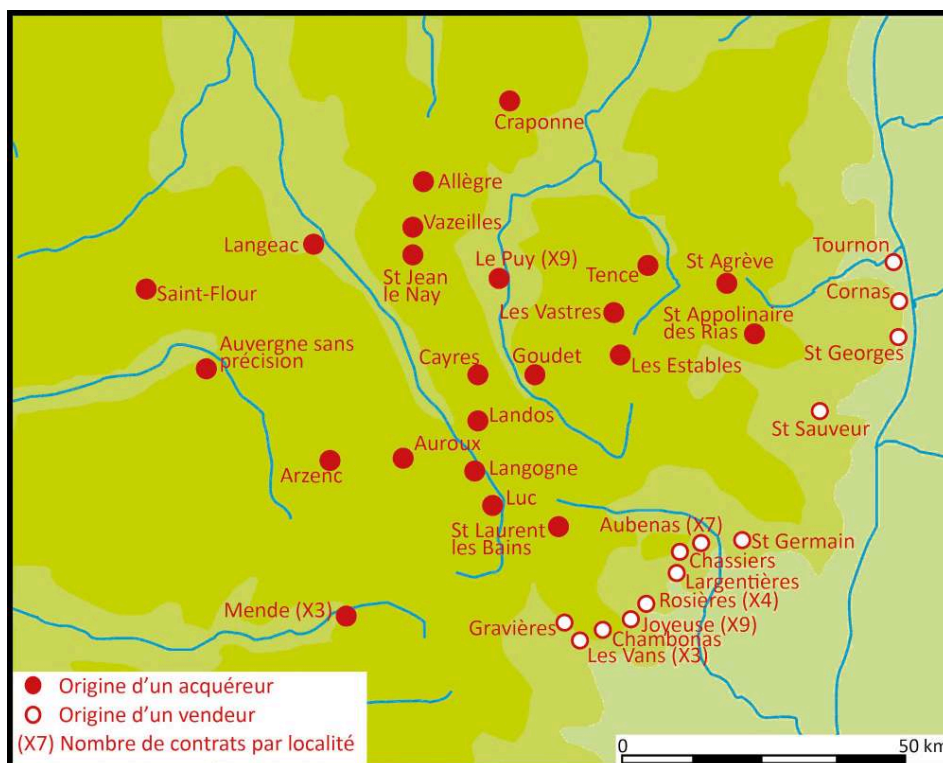 Craponne
Allègre
Vazeilles
Langeac
St Jean
le Nay
Le Puy (X9)
Tence
St Agrève
Tournon
Saint-Flour
Cornas
Les Vastres
St Appolinaire
des Rias
St Georges
Auvergne sans
précision
Cayres
Goudet
Les Estables
Landos
St Sauveur
Auroux
Arzenc
Langogne
Luc
St Laurent
les Bains
Aubenas (X7)
St Germain
Chassiers
Largentières
Mende (X3)
Rosières (X4)
Gravières
Joyeuse (X9)
Chambonas
Les Vans (X3)
Origine d'un acquéreur
Origine d'un vendeur
(X7) Nombre de contrats par localité
0 50 km